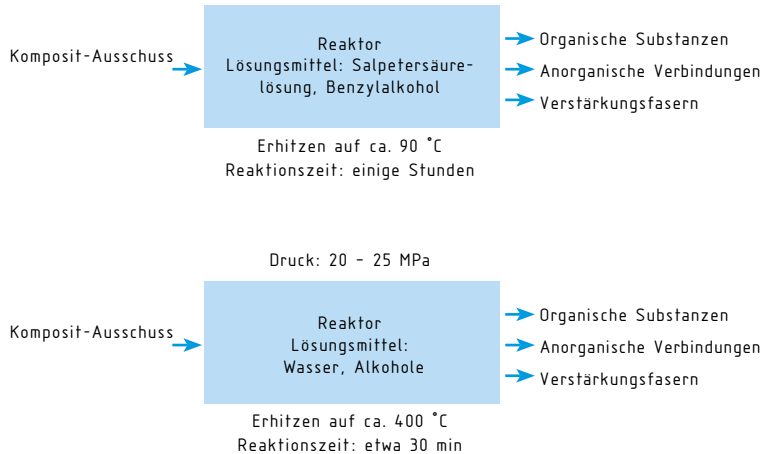 Komposit-Ausschuss
Reaktor
Lösungsmittel: Salpetersäure-
lösung, Benzylalkohol
Organische Substanzen
Anorganische Verbindungen
Verstärkungsfasern
Erhitzen auf ca. 90 °C
Reaktionszeit: einige Stunden
Druck: 20 - 25 MPa
Komposit-Ausschuss
Reaktor
Lösungsmittel:
Wasser, Alkohole
Organische Substanzen
Anorganische Verbindungen
Verstärkungsfasern
Erhitzen auf ca. 400 °C
Reaktionszeit: etwa 30 min